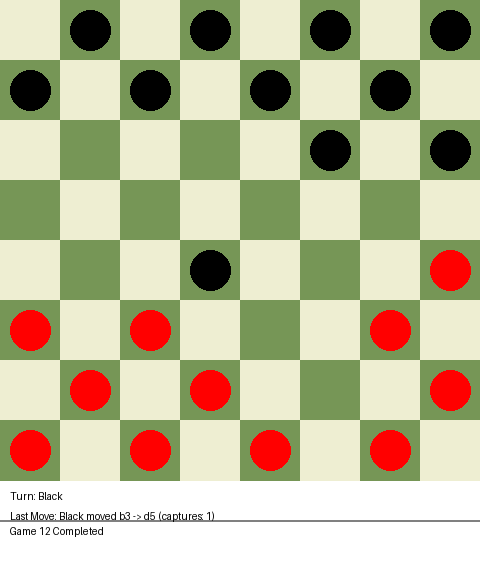 Turn: Black
Last Move: Black moved b3 -> d5 (captures: 1)
Game 12 Completed